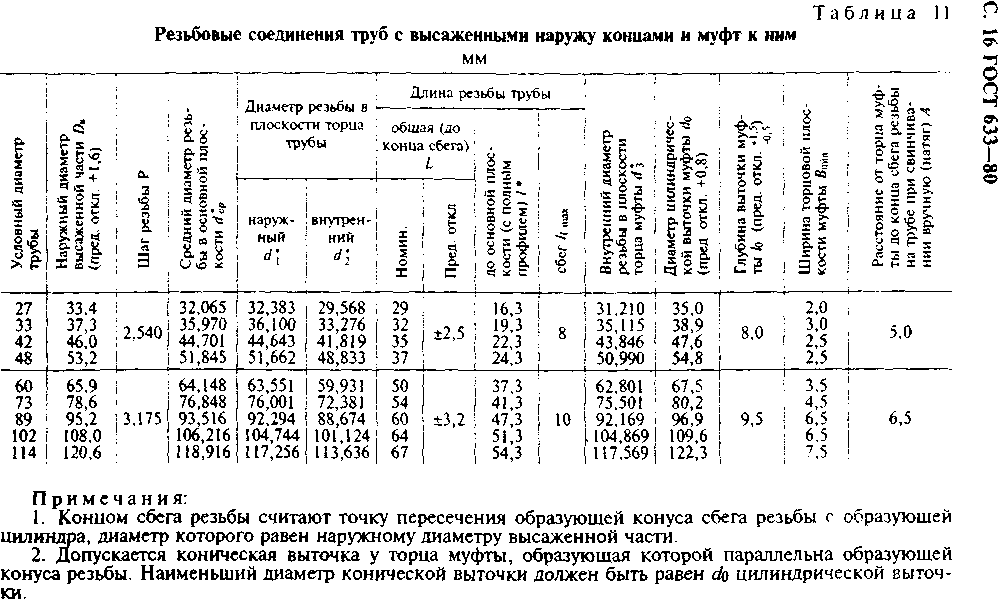 Таблица 11
Резьбовые соединения труб с высаженными наружу концами и муфт к ним
мм
С. 16 ГОСТ 633—80
Условный диаметр трубы
Наружный диаметр высаженной части Dв (пред. откл. +1,6)
Шаг резьбы P
Средний диаметр резьбы в основной плоскости d*ср
Диаметр резьбы в плоскости торца трубы
наружный d*1
внутренний d*2
Длина резьбы трубы
общая (до конца сбега) L
Номин.
Пред. откл
до основной плоскости (с полным профилем) l*
сбег l1 max
Внутренний диаметр резьбы в плоскости торца муфты d*3
Диаметр цилиндрической выточки муфты d0 (пред откл. +0,8)
Глубина выточки муфты l0 (пред. откл. +1,5 -0,5)
Ширина торцовой плоскости муфты Bmin
Расстояние от торца муфты до конца сбега резьбы на трубе при свинчивании вручную (натяг) A
27 33,4 32,065 32,383 29,568 29 16,3 31,210 35,0 2,0
33 37,3 35,970 36,100 33,276 32 19,3 35,115 38,9 3,0
2,540 ±2,5 8 8,0 5,0
42 46,0 44,701 44,643 41,819 35 22,3 43,846 47,6 2,5
48 53,2 51,845 51,662 48,833 37 24,3 50,990 54,8 2,5
60 65,9 64,148 63,551 59,931 50 37,3 62,801 67,5 3,5
73 78,6 76,848 76,001 72,381 54 41,3 75,501 80,2 4,5
89 95,2 3,175 93,516 92,294 88,674 60 ±3,2 47,3 10 92,169 96,9 9,5 6,5 6,5
102 108,0 106,216 104,744 101,124 64 51,3 104,869 109,6 6,5
114 120,6 118,916 117,256 113,636 67 54,3 117,569 122,3 7,5
Примечания:
1. Концом сбега резьбы считают точку пересечения образующей конуса сбега резьбы с образующей
цилиндра, диаметр которого равен наружному диаметру высаженной части.
2. Допускается коническая выточка у торца муфты, образующая которой параллельна образующей
конуса резьбы. Наименьший диаметр конической выточки должен быть равен d0 цилиндрической выточ-
ки.